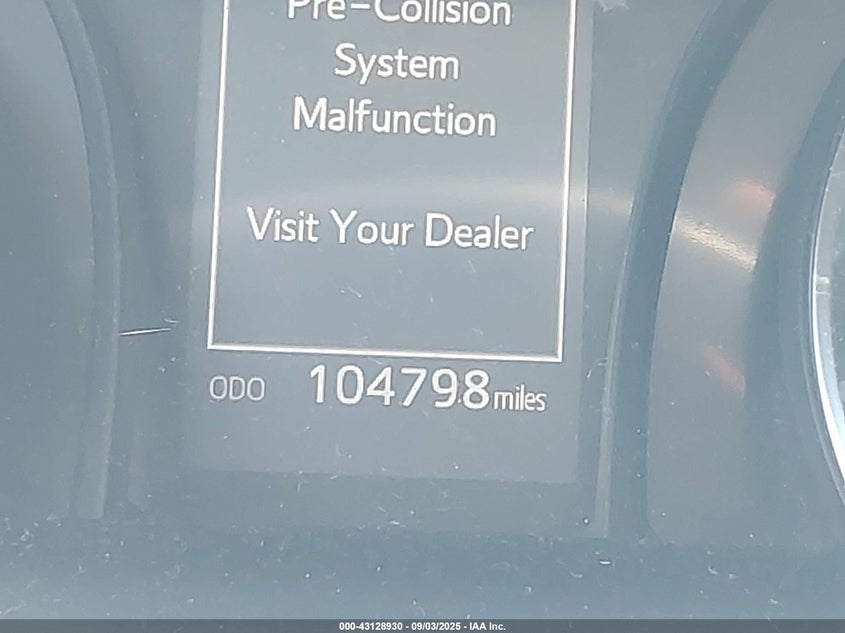 Pre-Collision
System
Malfunction
Visit Your Dealer
ODO 104798 miles
000-43128930 - 09/03/2025 - IAA Inc.